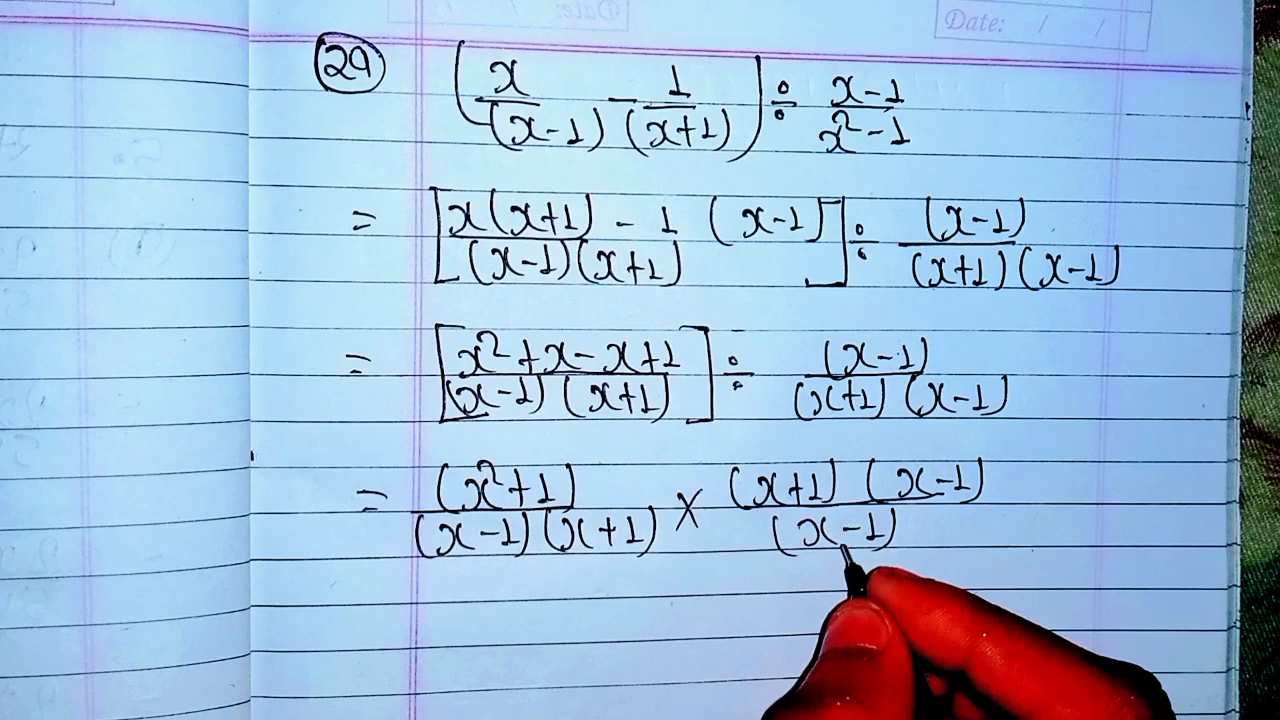 Date: / /
(29) (x/(x-1) - 1/(x+1)) ÷ (x-1)/(x²-1)
= [x(x+1) - 1 (x-1)/(x-1)(x+1)] ÷ (x-1)/(x+1)(x-1)
= [x²+x-x+1/(x-1)(x+1)] ÷ (x-1)/(x+1)(x-1)
= (x²+1)/(x-1)(x+1) × (x+1)(x-1)/(x-1)